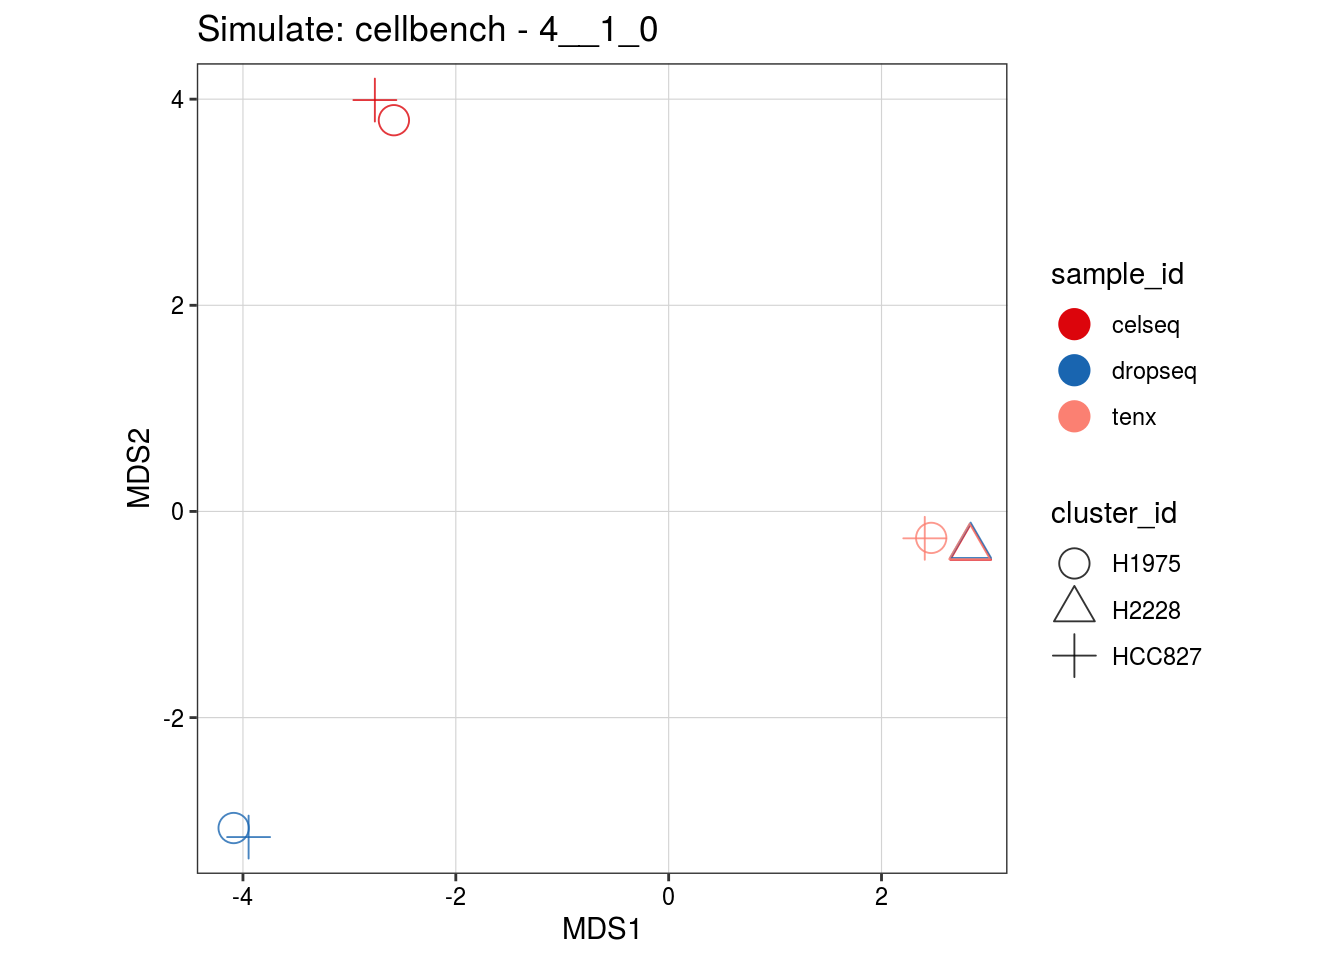 Simulate: cellbench - 4__1_0
4
2
0
-2
MDS2
-4
-2
0
2
MDS1
sample_id
celseq
dropseq
tenx
cluster_id
H1975
H2228
HCC827